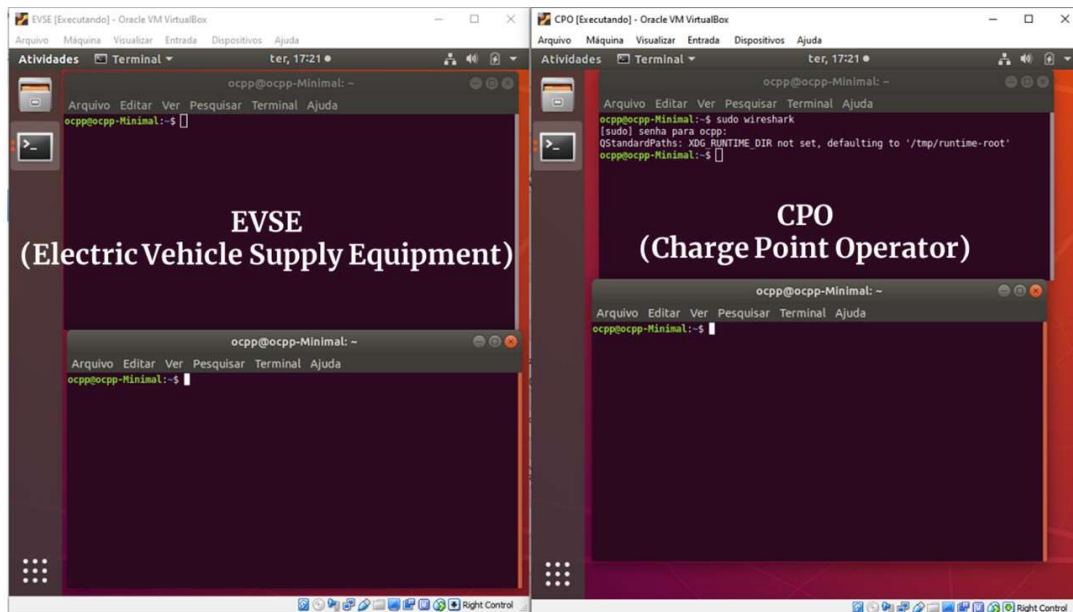 EVSE [Executando] - Oracle VM VirtualBox
Arquivo Máquina Visualizar Entrada Dispositivos Ajuda
Atividades Terminal ter, 17:21
ocpp@ocpp-Minimal: ~
Arquivo Editar Ver Pesquisar Terminal Ajuda
ocpp@ocpp-Minimal:~$
EVSE
(Electric Vehicle Supply Equipment)
ocpp@ocpp-Minimal: ~
Arquivo Editar Ver Pesquisar Terminal Ajuda
ocpp@ocpp-Minimal:~$
Right Control
CPO [Executando] - Oracle VM VirtualBox
Arquivo Máquina Visualizar Entrada Dispositivos Ajuda
Atividades Terminal ter, 17:21
ocpp@ocpp-Minimal: ~
Arquivo Editar Ver Pesquisar Terminal Ajuda
ocpp@ocpp-Minimal:~$ sudo wireshark
[sudo] senha para ocpp:
QStandardPaths: XDG_RUNTIME_DIR not set, defaulting to '/tmp/runtime-root'
ocpp@ocpp-Minimal:~$
CPO
(Charge Point Operator)
ocpp@ocpp-Minimal: ~
Arquivo Editar Ver Pesquisar Terminal Ajuda
ocpp@ocpp-Minimal:~$
Right Control